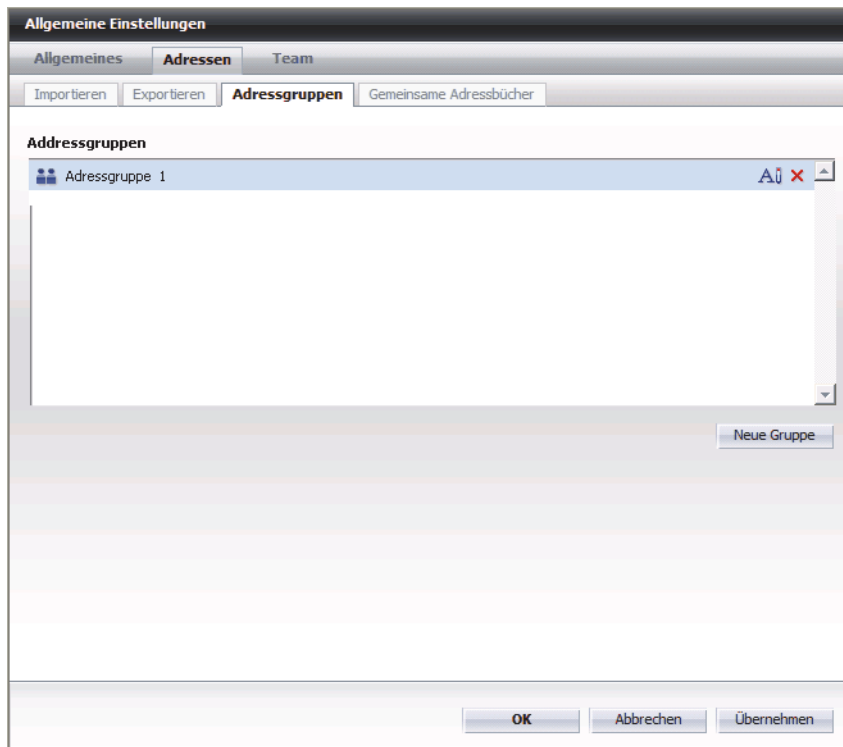 Allgemeine Einstellungen
Allgemeines Adressen Team
Importieren Exportieren Adressgruppen Gemeinsame Adressbücher
Addressgruppen
Adressgruppe 1
Neue Gruppe
OK Abbrechen Übernehmen